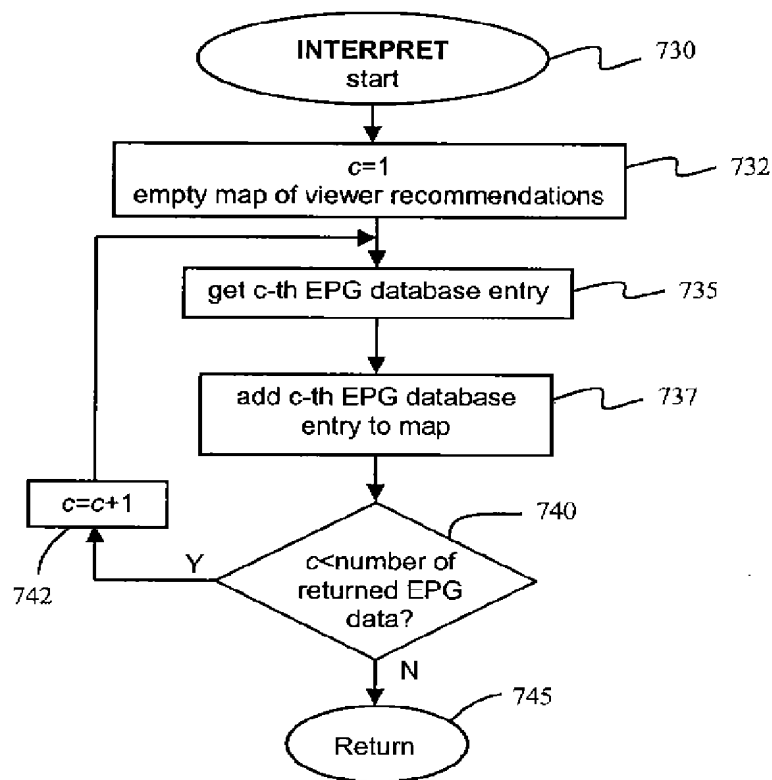 INTERPRET
start
730
c=1
empty map of viewer recommendations
732
get c-th EPG database entry
735
add c-th EPG database
entry to map
737
c=c+1
742
Y
c<number of
returned EPG
data?
740
N
Return
745